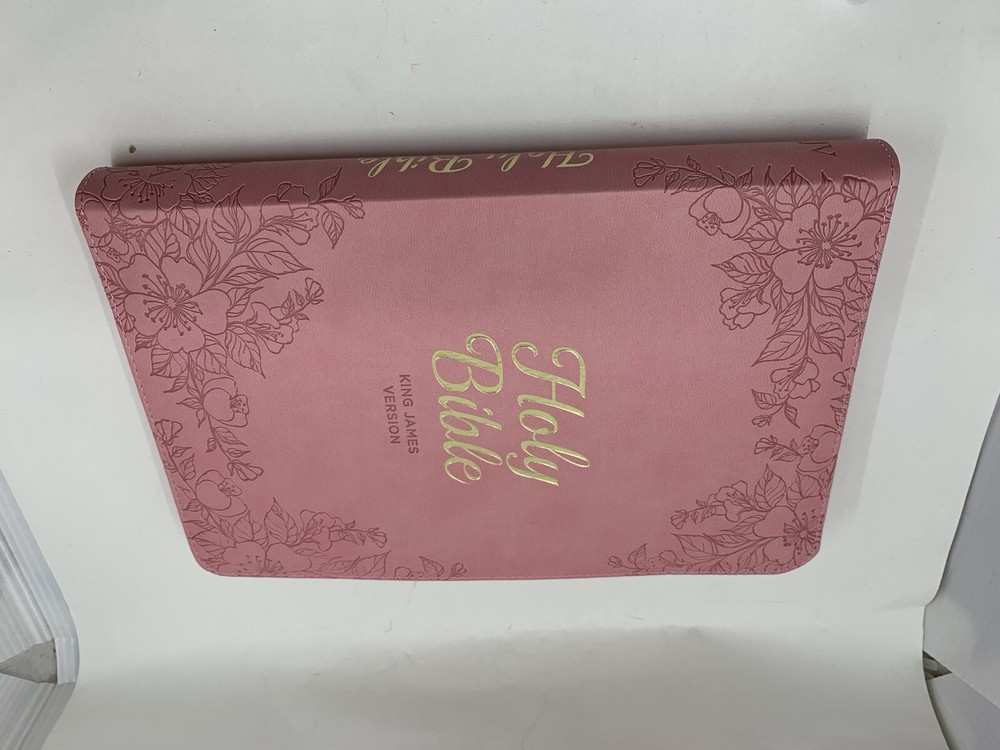 Holy
Bible
KING JAMES
VERSION
Holy Bible